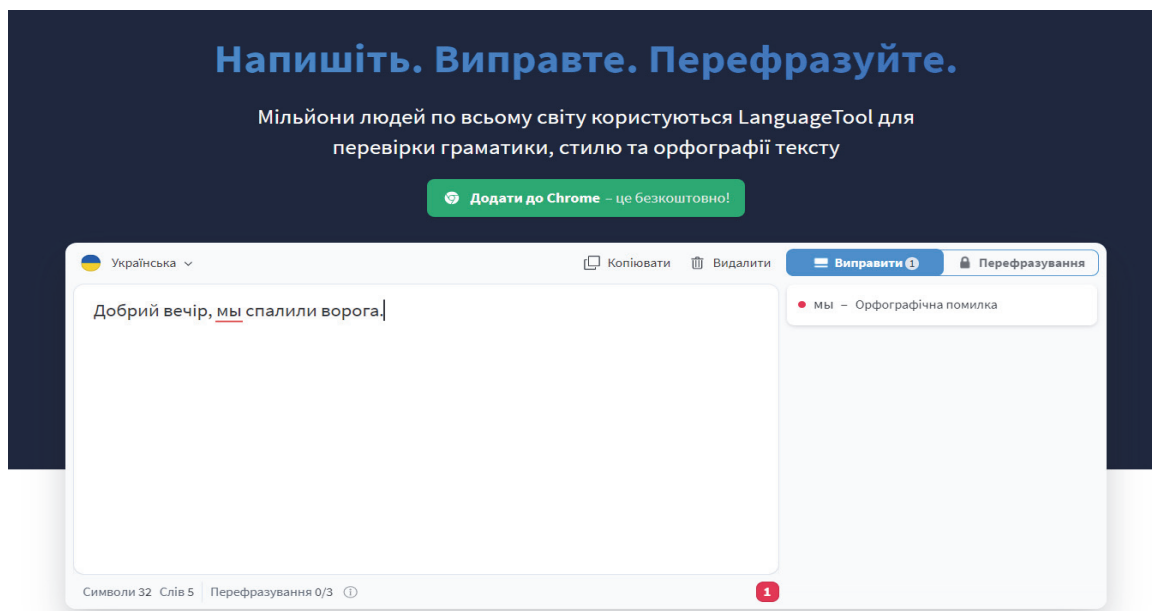 Напишіть. Виправте. Перефразуйте.
Мільйони людей по всьому світу користуються LanguageTool для
перевірки граматики, стилю та орфографії тексту
Додати до Chrome – це безкоштовно!
Українська
Копіювати Видалити
Виправити 1 Перефразування
Добрий вечір, мы спалили ворога.
мы – Орфографічна помилка
Символи 32 Слів 5 Перефразування 0/3
1